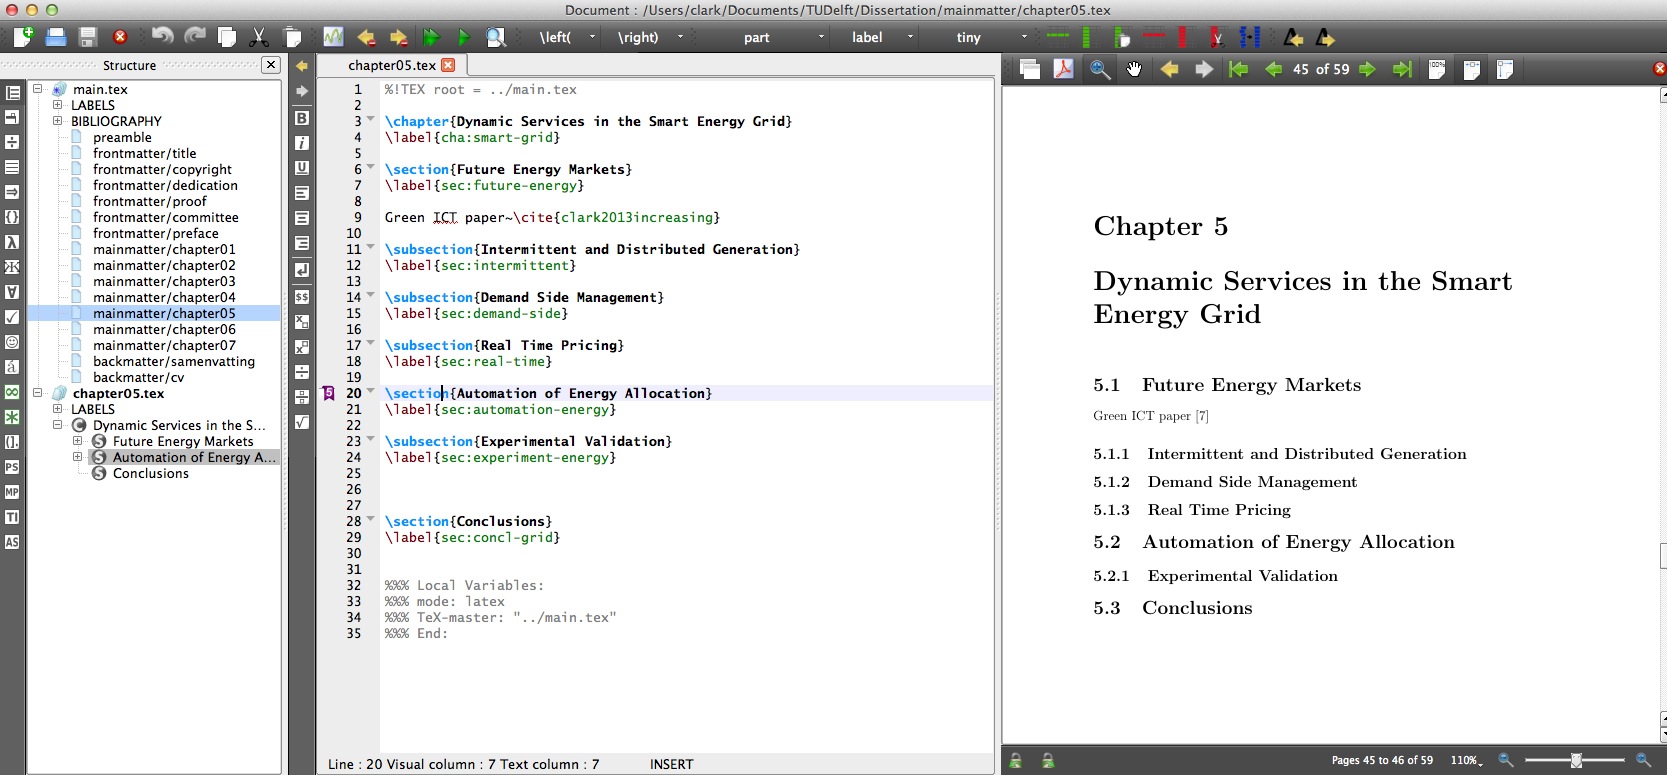 Document : /Users/clark/Documents/TUDelft/Dissertation/mainmatter/chapter05.tex
\left(
\right)
part
label
tiny
Structure
main.tex
LABELS
BIBLIOGRAPHY
preamble
frontmatter/title
frontmatter/copyright
frontmatter/dedication
frontmatter/proof
frontmatter/committee
frontmatter/preface
mainmatter/chapter01
mainmatter/chapter02
mainmatter/chapter03
mainmatter/chapter04
mainmatter/chapter05
mainmatter/chapter06
mainmatter/chapter07
backmatter/samenvatting
backmatter/cv
chapter05.tex
LABELS
Dynamic Services in the S...
Future Energy Markets
Automation of Energy A...
Conclusions
PS
MP
TI
AS
B
i
U
$$
chapter05.tex
1 %!TEX root = ../main.tex
2
3 \chapter{Dynamic Services in the Smart Energy Grid}
4 \label{cha:smart-grid}
5
6 \section{Future Energy Markets}
7 \label{sec:future-energy}
8
9 Green ICT paper~\cite{clark2013increasing}
10
11 \subsection{Intermittent and Distributed Generation}
12 \label{sec:intermittent}
13
14 \subsection{Demand Side Management}
15 \label{sec:demand-side}
16
17 \subsection{Real Time Pricing}
18 \label{sec:real-time}
19
20 \section{Automation of Energy Allocation}
21 \label{sec:automation-energy}
22
23 \subsection{Experimental Validation}
24 \label{sec:experiment-energy}
25
26
27
28 \section{Conclusions}
29 \label{sec:concl-grid}
30
31
32 %%% Local Variables:
33 %%% mode: latex
34 %%% TeX-master: "../main.tex"
35 %%% End:
Line : 20 Visual column : 7 Text column : 7
INSERT
45 of 59
100%
Chapter 5
Dynamic Services in the Smart
Energy Grid
5.1 Future Energy Markets
Green ICT paper [7]
5.1.1 Intermittent and Distributed Generation
5.1.2 Demand Side Management
5.1.3 Real Time Pricing
5.2 Automation of Energy Allocation
5.2.1 Experimental Validation
5.3 Conclusions
Pages 45 to 46 of 59
110%